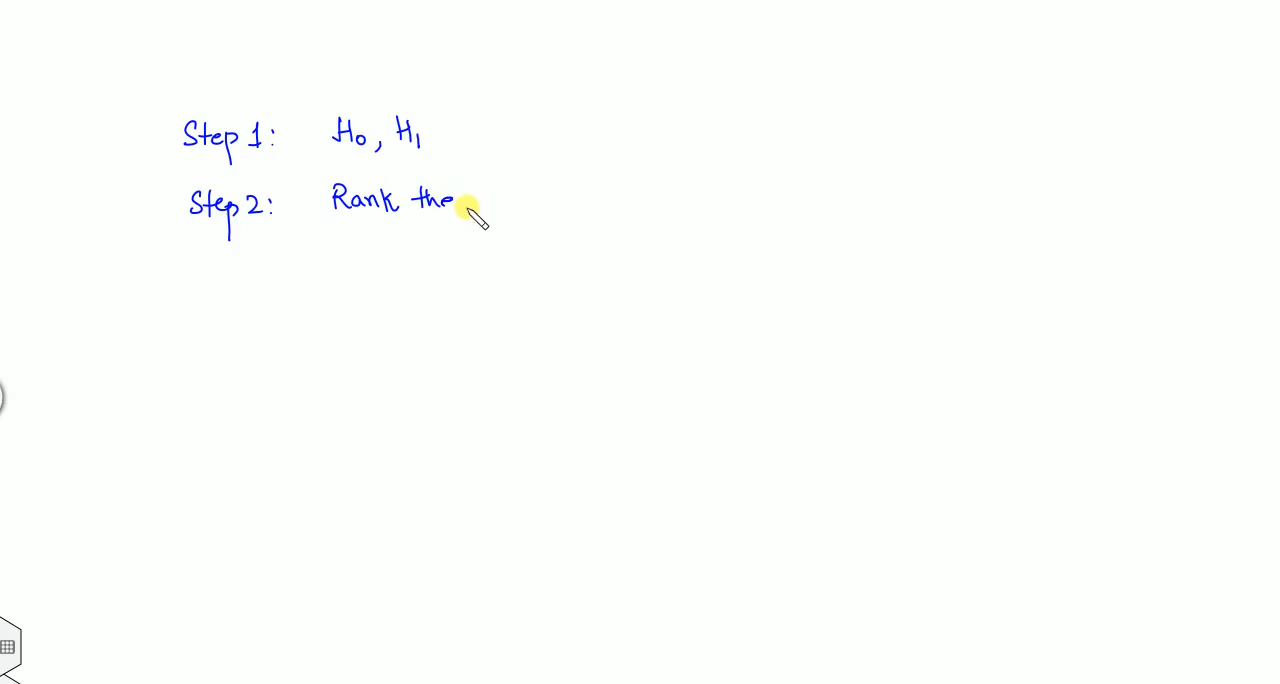 Step 1: H₀, H₁
Step 2: Rank the